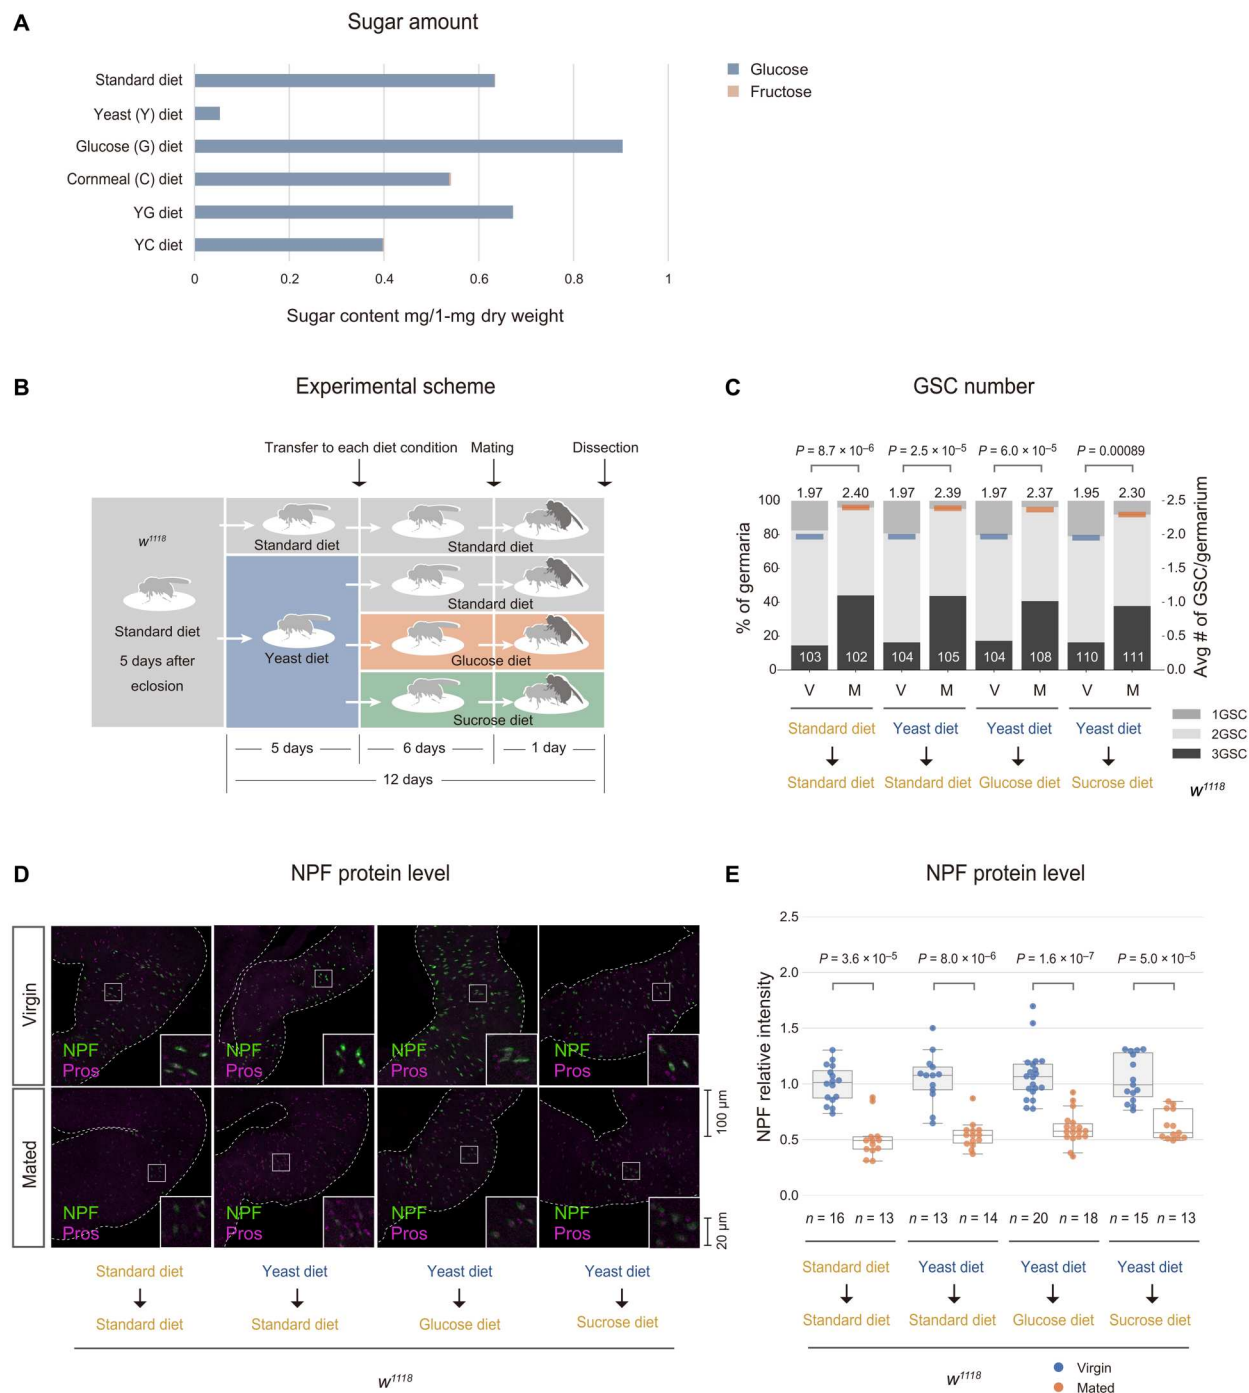 A
Sugar amount
Standard diet
Yeast (Y) diet
Glucose (G) diet
Cornmeal (C) diet
YG diet
YC diet
0 0.2 0.4 0.6 0.8 1
Sugar content mg/1-mg dry weight
Glucose
Fructose
B
Experimental scheme
Transfer to each diet condition Mating Dissection
w1118
Standard diet
5 days after
eclosion
Standard diet
Standard diet
Yeast diet
Standard diet
Glucose diet
Sucrose diet
5 days 6 days 1 day
12 days
C
GSC number
P = 8.7 × 10–6 P = 2.5 × 10–5 P = 6.0 × 10–5 P = 0.00089
1.97 2.40 1.97 2.39 1.97 2.37 1.95 2.30
% of germaria
100
80
60
40
20
0
2.5
2.0
1.5
1.0
0.5
0.0
Avg # of GSC/germarium
103 102 104 105 104 108 110 111
V M V M V M V M
Standard diet Yeast diet Yeast diet Yeast diet
Standard diet Standard diet Glucose diet Sucrose diet
1GSC
2GSC
3GSC
w1118
D
NPF protein level
Virgin
NPF NPF NPF NPF
Pros Pros Pros Pros
Mated
NPF NPF NPF NPF
Pros Pros Pros Pros
100 µm
20 µm
Standard diet Yeast diet Yeast diet Yeast diet
Standard diet Standard diet Glucose diet Sucrose diet
w1118
E
NPF protein level
NPF relative intensity
2.5
2.0
1.5
1.0
0.5
0.0
P = 3.6 × 10–5 P = 8.0 × 10–6 P = 1.6 × 10–7 P = 5.0 × 10–5
n = 16 n = 13 n = 13 n = 14 n = 20 n = 18 n = 15 n = 13
Standard diet Yeast diet Yeast diet Yeast diet
Standard diet Standard diet Glucose diet Sucrose diet
w1118
Virgin
Mated